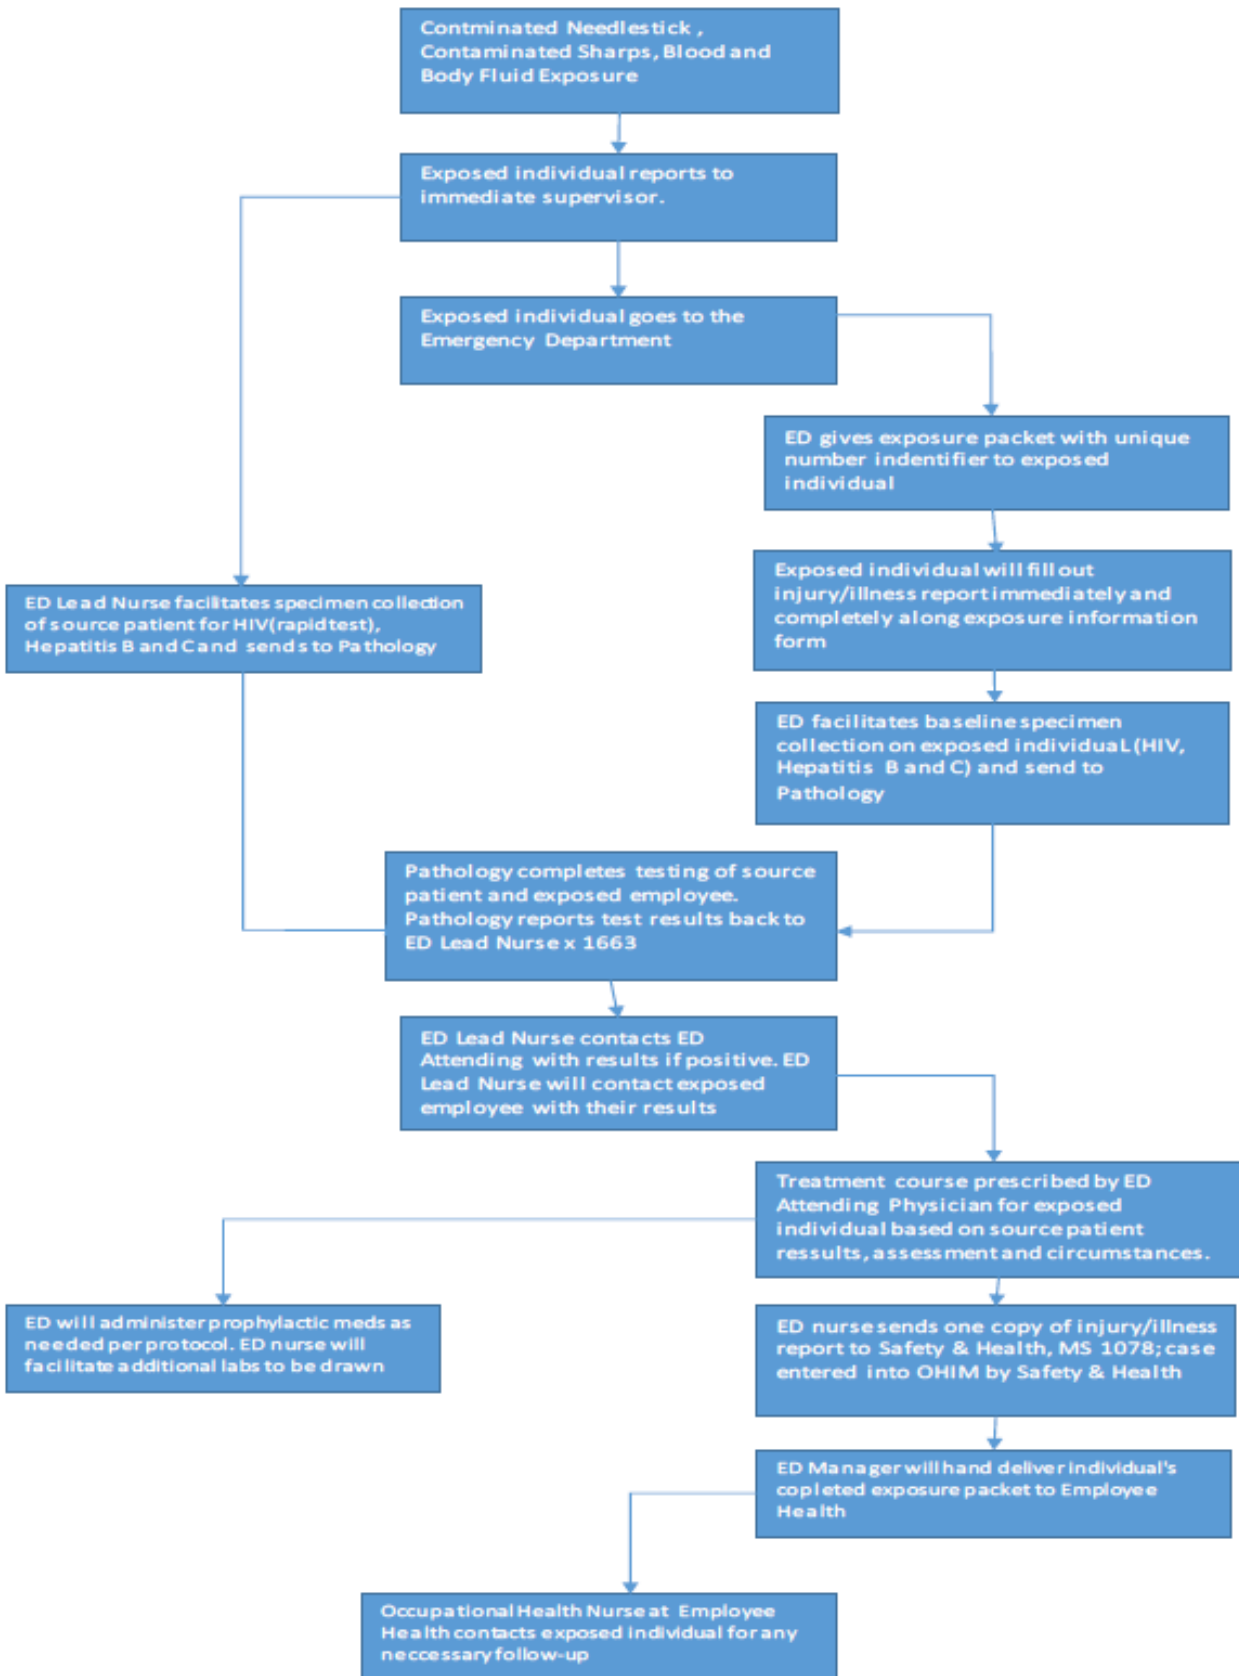 Contminated Needlestick ,
Contaminated Sharps, Blood and
Body Fluid Exposure
Exposed individual reports to
immediate supervisor.
Exposed individual goes to the
Emergency Department
ED gives exposure packet with unique
number indentifier to exposed
individual
Exposed individual will fill out
injury/illness report immediately and
completely along exposure information
form
ED Lead Nurse facilitates specimen collection
of source patient for HIV(rapid test),
Hepatitis B and C and sends to Pathology
ED facilitates baseline specimen
collection on exposed individuaL (HIV,
Hepatitis B and C) and send to
Pathology
Pathology completes testing of source
patient and exposed employee.
Pathology reports test results back to
ED Lead Nurse x 1663
ED Lead Nurse contacts ED
Attending with results if positive. ED
Lead Nurse will contact exposed
employee with their results
Treatment course prescribed by ED
Attending Physician for exposed
individual based on source patient
ressults, assessment and circumstances.
ED will administer prophylactic meds as
needed per protocol. ED nurse will
facilitate additional labs to be drawn
ED nurse sends one copy of injury/illness
report to Safety & Health, MS 1078; case
entered into OHIM by Safety & Health
ED Manager will hand deliver individual's
copleted exposure packet to Employee
Health
Occupational Health Nurse at Employee
Health contacts exposed individual for any
neccessary follow-up